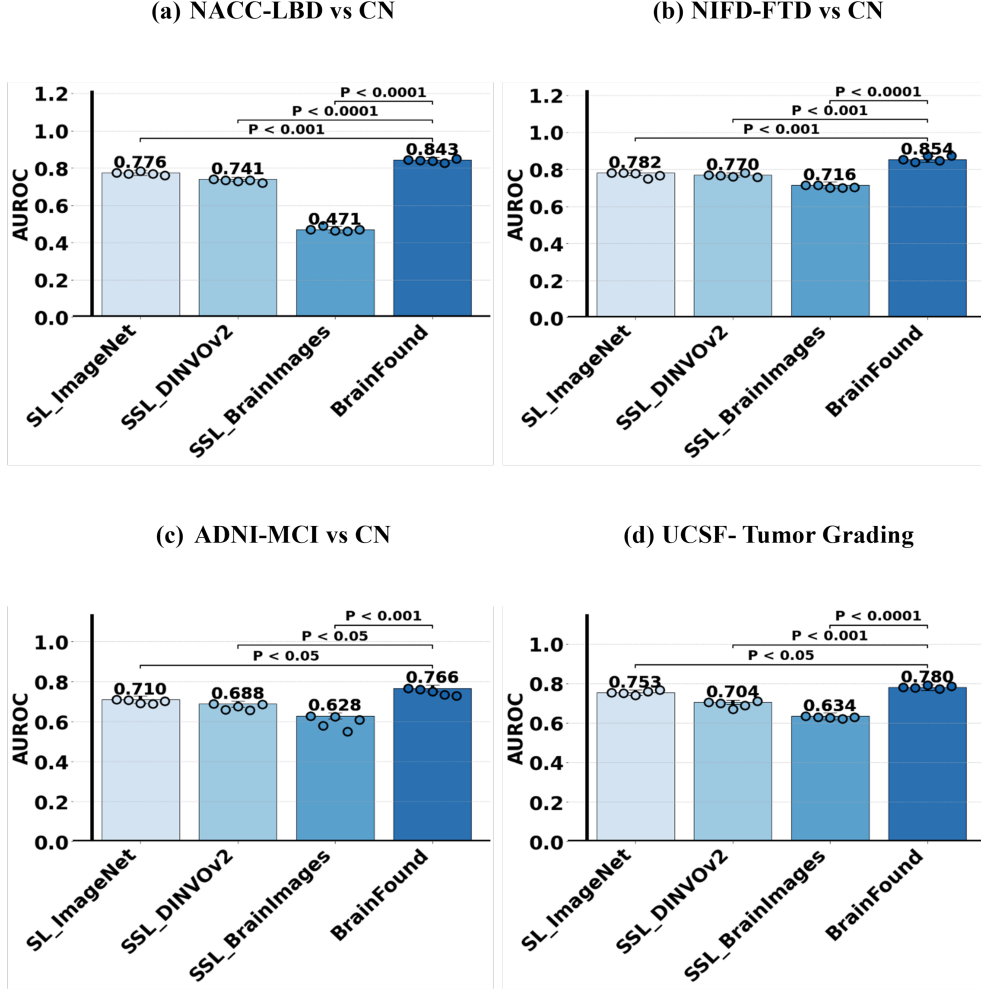 (a) NACC-LBD vs CN
P < 0.0001
P < 0.0001
P < 0.001
AUROC
1.2
1.0
0.8
0.6
0.4
0.2
0.0
0.776
0.741
0.471
0.843
SL_ImageNet
SSL_DINVOv2
SSL_BrainImages
BrainFound
(b) NIFD-FTD vs CN
P < 0.0001
P < 0.001
P < 0.001
AUROC
1.2
1.0
0.8
0.6
0.4
0.2
0.0
0.782
0.770
0.716
0.854
SL_ImageNet
SSL_DINVOv2
SSL_BrainImages
BrainFound
(c) ADNI-MCI vs CN
P < 0.001
P < 0.05
P < 0.05
AUROC
1.0
0.8
0.6
0.4
0.2
0.0
0.710
0.688
0.628
0.766
SL_ImageNet
SSL_DINVOv2
SSL_BrainImages
BrainFound
(d) UCSF- Tumor Grading
P < 0.0001
P < 0.001
P < 0.05
AUROC
1.0
0.8
0.6
0.4
0.2
0.0
0.753
0.704
0.634
0.780
SL_ImageNet
SSL_DINVOv2
SSL_BrainImages
BrainFound